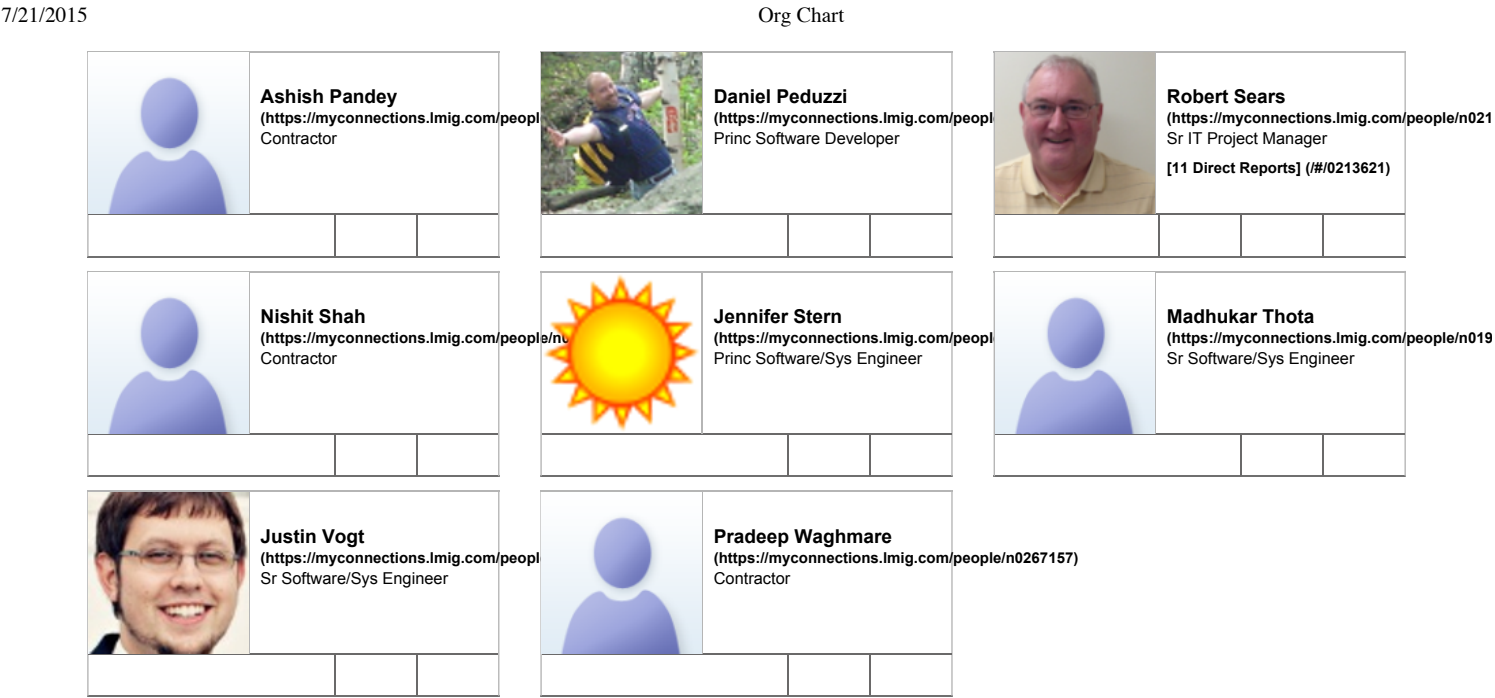 7/21/2015 Org Chart
Ashish Pandey
(https://myconnections.lmig.com/peopl
Contractor
Daniel Peduzzi
(https://myconnections.lmig.com/peopl
Princ Software Developer
Robert Sears
(https://myconnections.lmig.com/people/n021
Sr IT Project Manager
[11 Direct Reports] (/#/0213621)
Nishit Shah
(https://myconnections.lmig.com/people/n0
Contractor
Jennifer Stern
(https://myconnections.lmig.com/peopl
Princ Software/Sys Engineer
Madhukar Thota
(https://myconnections.lmig.com/people/n019
Sr Software/Sys Engineer
Justin Vogt
(https://myconnections.lmig.com/peopl
Sr Software/Sys Engineer
Pradeep Waghmare
(https://myconnections.lmig.com/people/n0267157)
Contractor